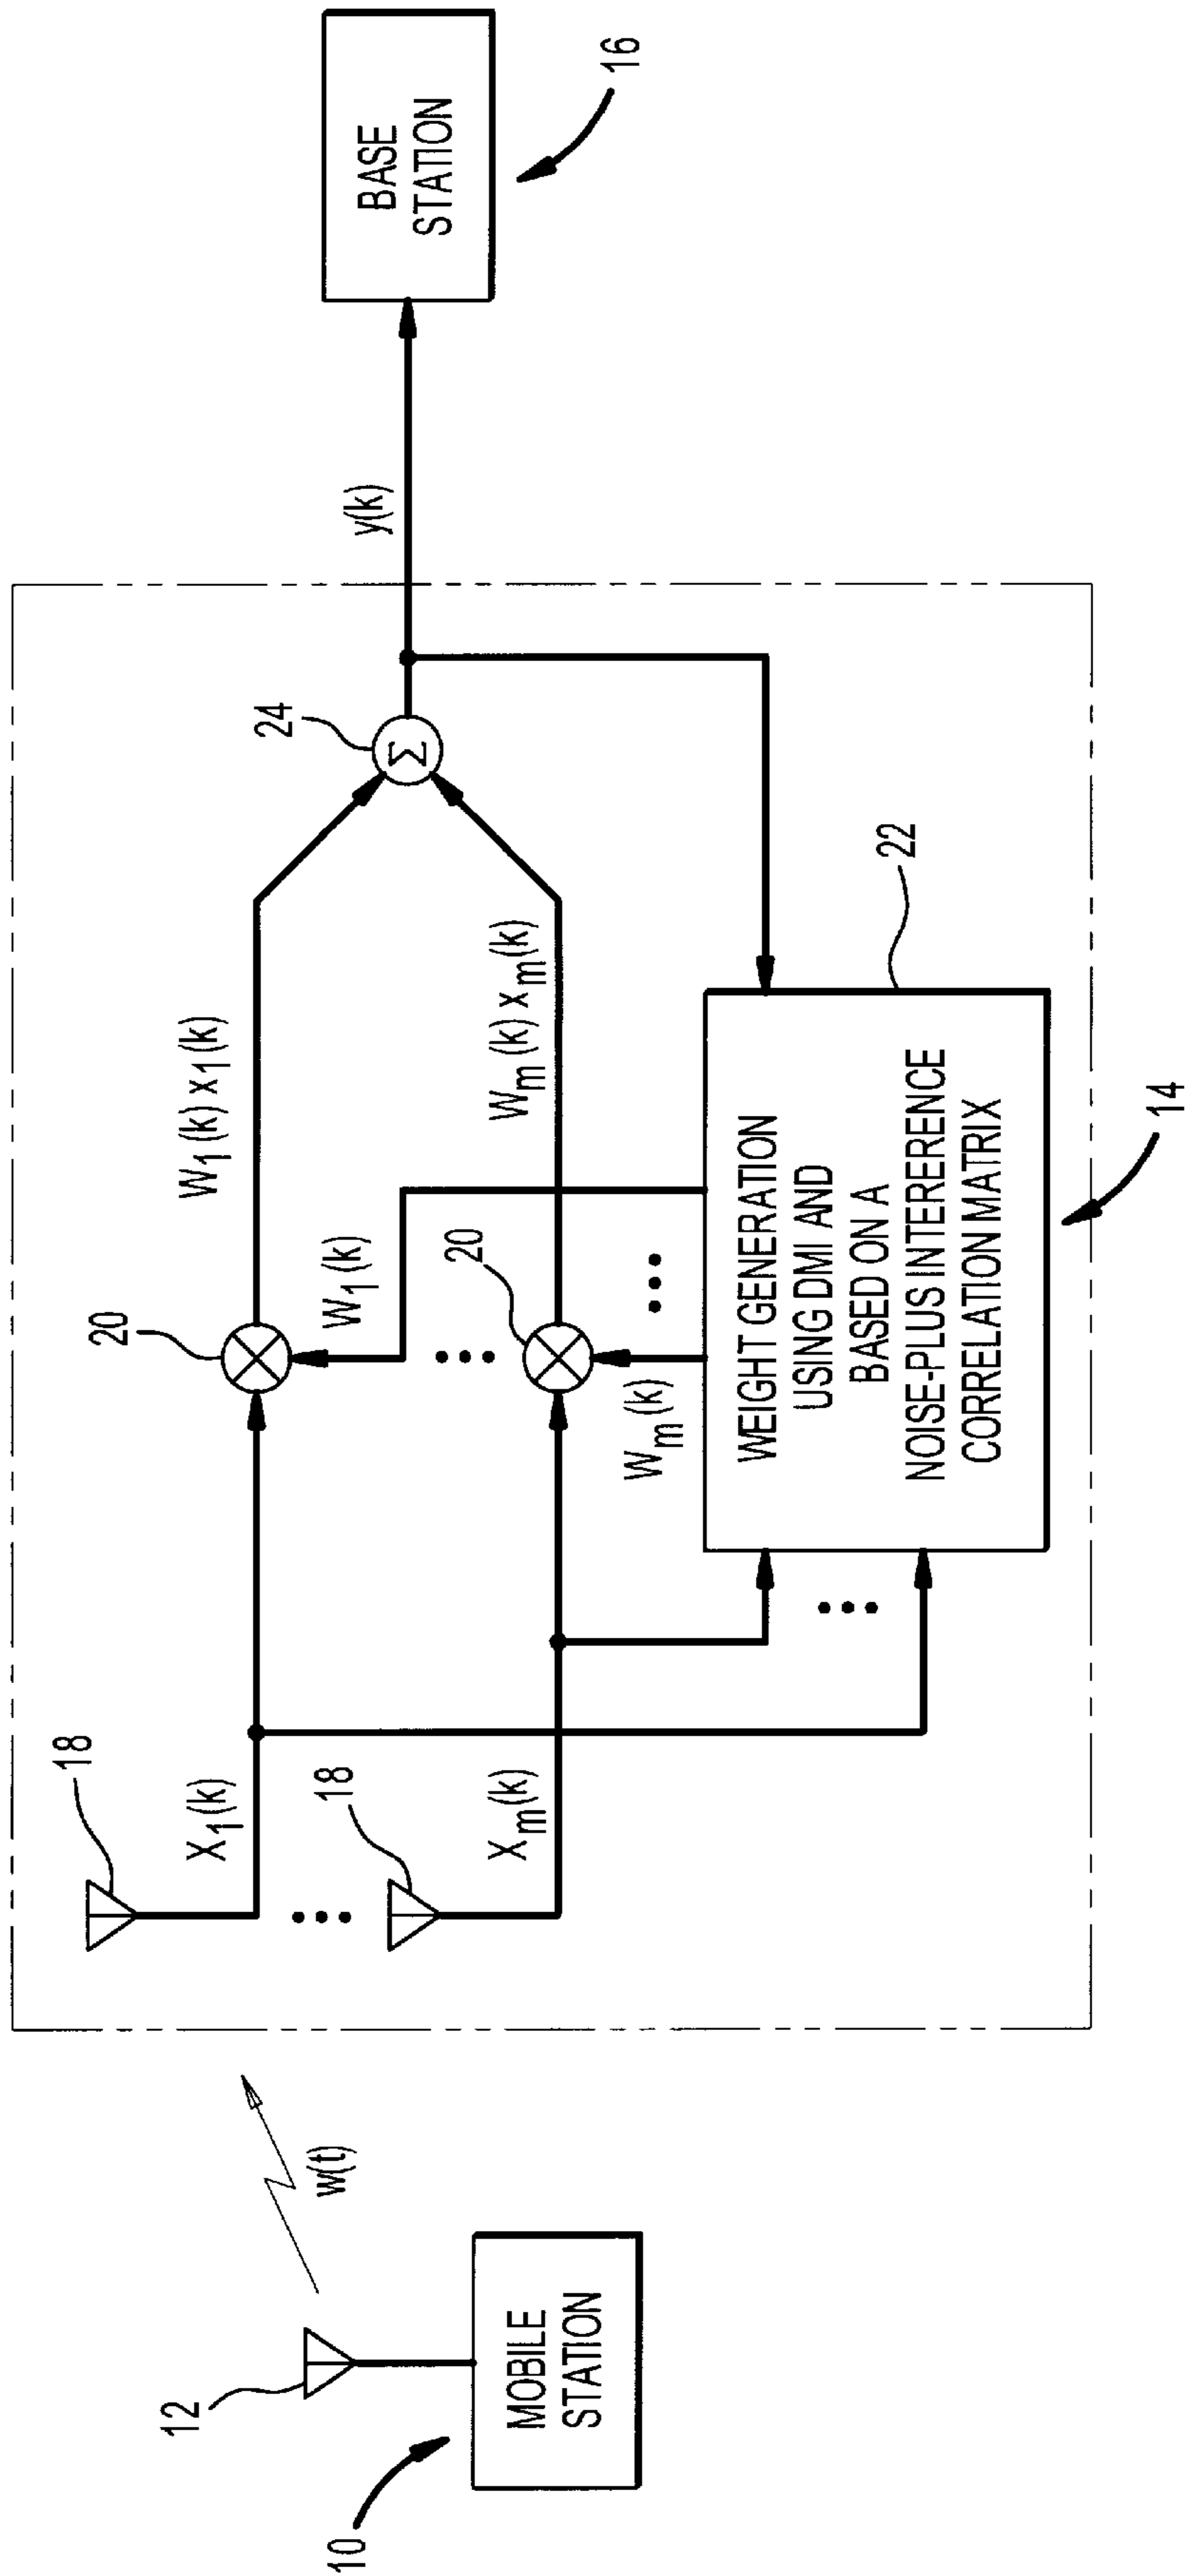 10
MOBILE
STATION
12
w(t)
18
X1(k)
18
Xm(k)
20
W1(k)
20
Wm(k)
WEIGHT GENERATION
USING DMI AND
BASED ON A
NOISE-PLUS INTERERENCE
CORRELATION MATRIX
22
14
W1(k) x1(k)
Wm(k) xm(k)
24
Σ
y(k)
BASE
STATION
16